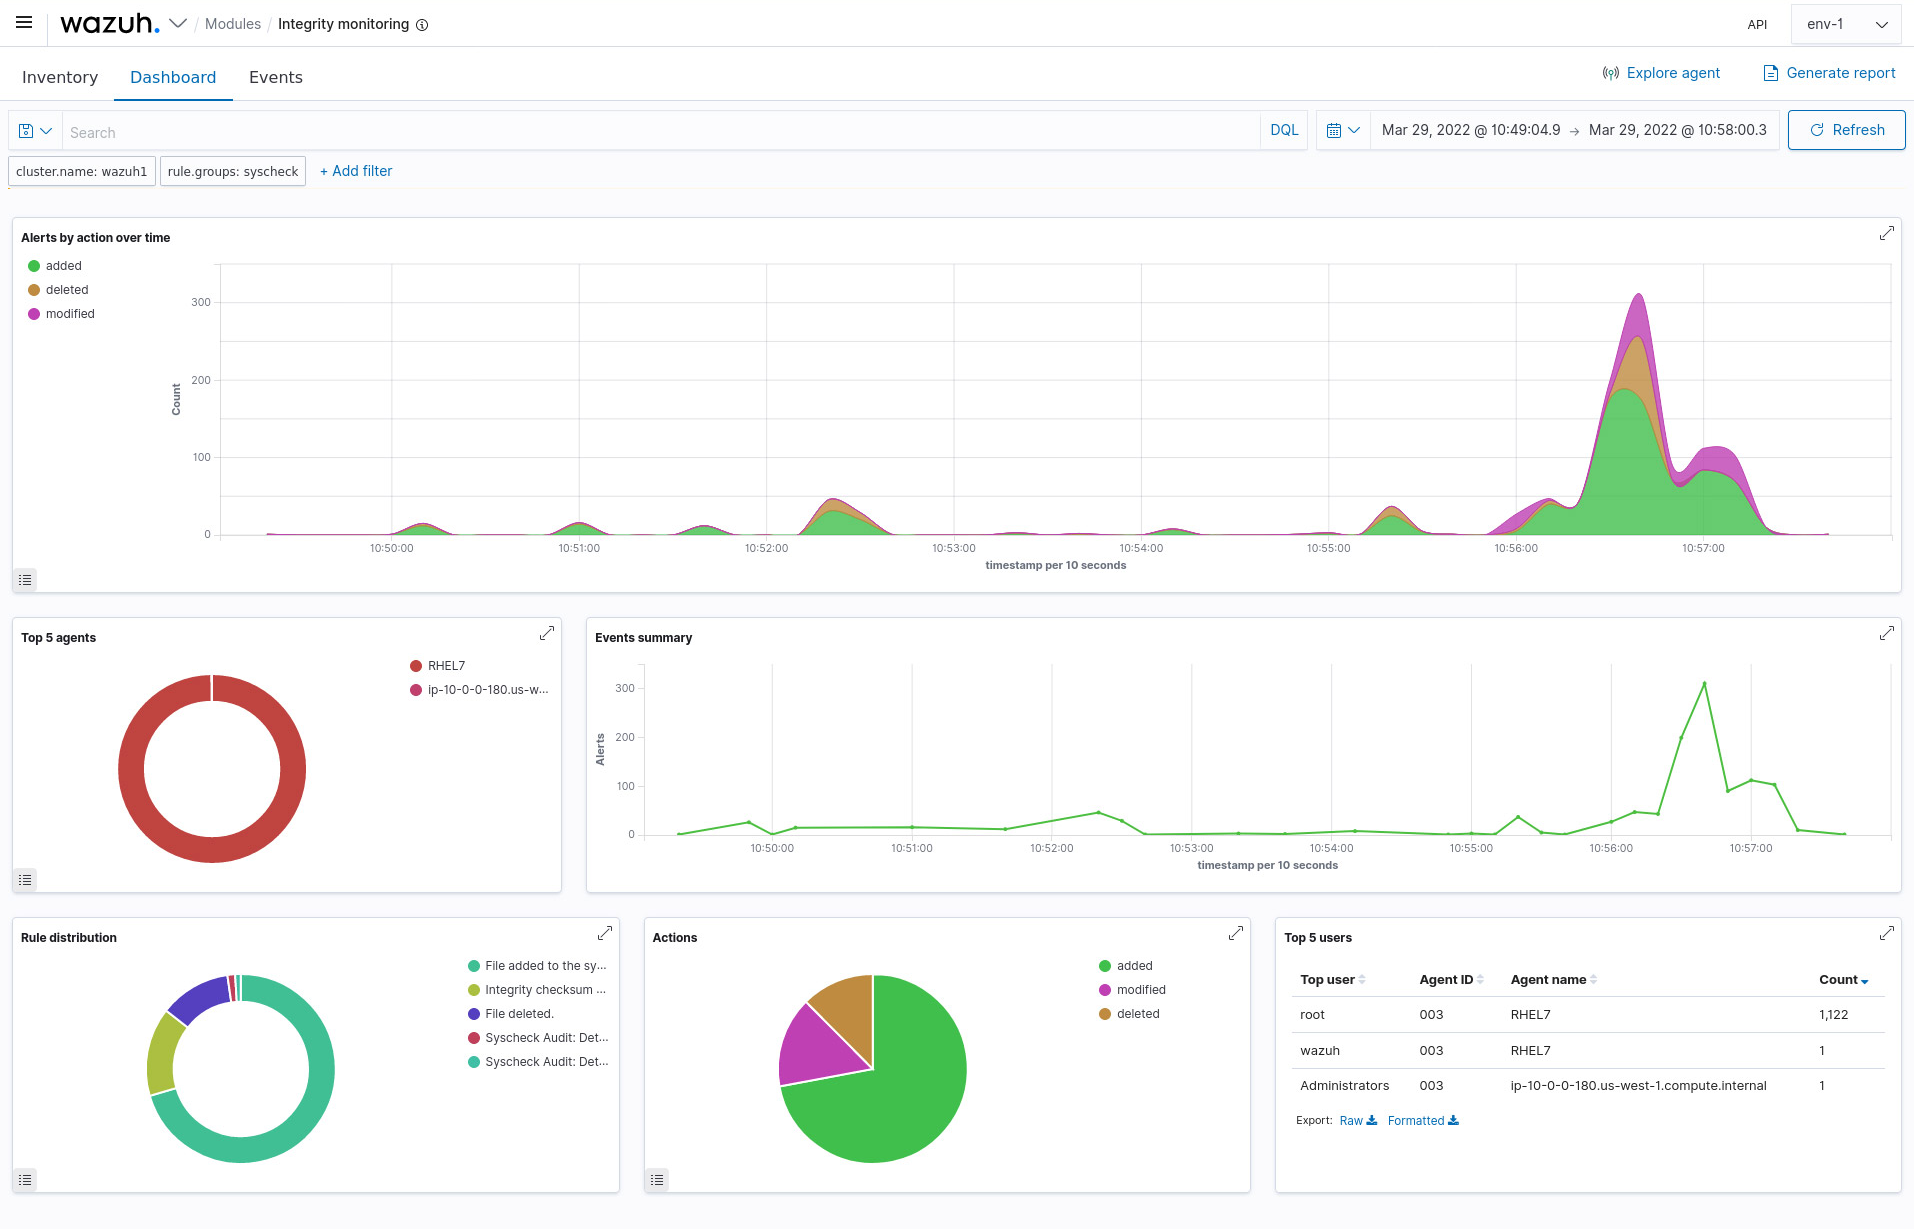 wazuh. / Modules / Integrity monitoring API env-1
Inventory Dashboard Events Explore agent Generate report
Search DQL Mar 29, 2022 @ 10:49:04.9 → Mar 29, 2022 @ 10:58:00.3 Refresh
cluster.name: wazuh1 rule.groups: syscheck + Add filter
Alerts by action over time
added
deleted
modified
Count
300
200
100
0
10:50:00 10:51:00 10:52:00 10:53:00 10:54:00 10:55:00 10:56:00 10:57:00
timestamp per 10 seconds
Top 5 agents
RHEL7
ip-10-0-0-180.us-w...
Events summary
Alerts
300
200
100
0
10:50:00 10:51:00 10:52:00 10:53:00 10:54:00 10:55:00 10:56:00 10:57:00
timestamp per 10 seconds
Rule distribution
File added to the sy...
Integrity checksum ...
File deleted.
Syscheck Audit: Det...
Syscheck Audit: Det...
Actions
added
modified
deleted
Top 5 users
Top user Agent ID Agent name Count
root 003 RHEL7 1,122
wazuh 003 RHEL7 1
Administrators 003 ip-10-0-0-180.us-west-1.compute.internal 1
Export: Raw Formatted